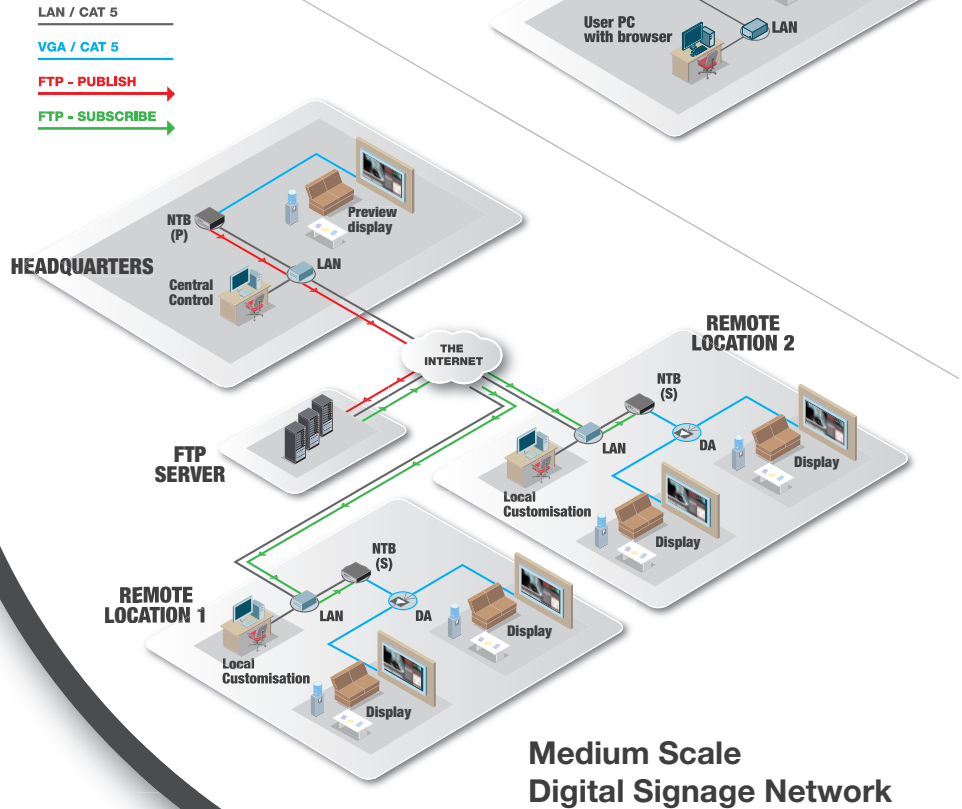 LAN / CAT 5
VGA / CAT 5
FTP - PUBLISH
FTP - SUBSCRIBE
User PC
with browser
LAN
NTB
(P)
Preview
display
HEADQUARTERS
LAN
Central
Control
THE
INTERNET
REMOTE
LOCATION 2
NTB
(S)
LAN
DA
Display
Local
Customisation
Display
FTP
SERVER
REMOTE
LOCATION 1
NTB
(S)
LAN
DA
Display
Local
Customisation
Display
Medium Scale
Digital Signage Network